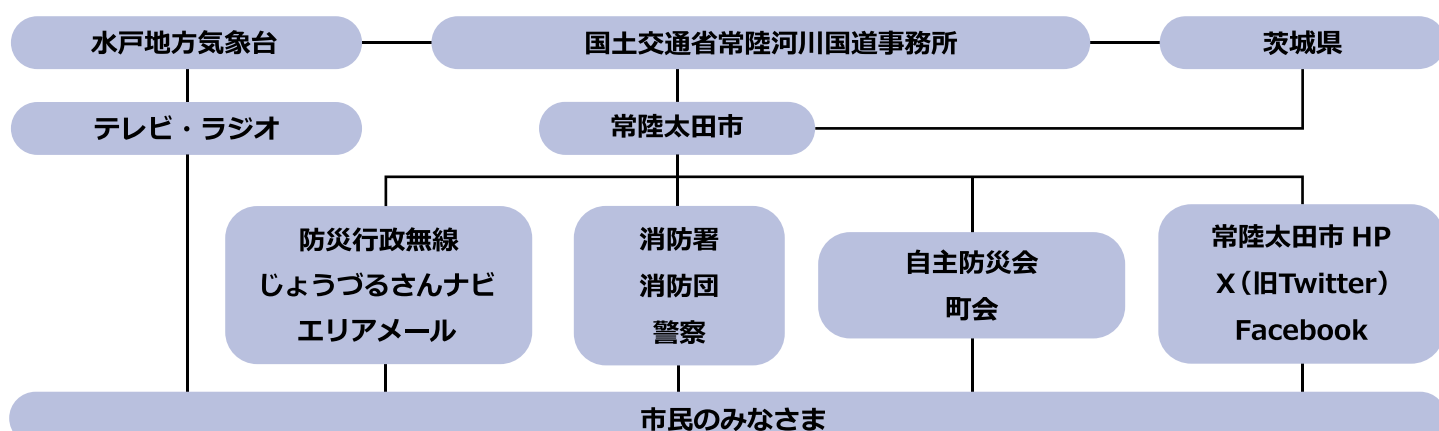 水戸地方気象台
国土交通省常陸河川国道事務所
茨城県
テレビ・ラジオ
常陸太田市
防災行政無線
じょうづるさんナビ
エリアメール
消防署
消防団
警察
自主防災会
町会
常陸太田市 HP
X（旧Twitter）
Facebook
市民のみなさま